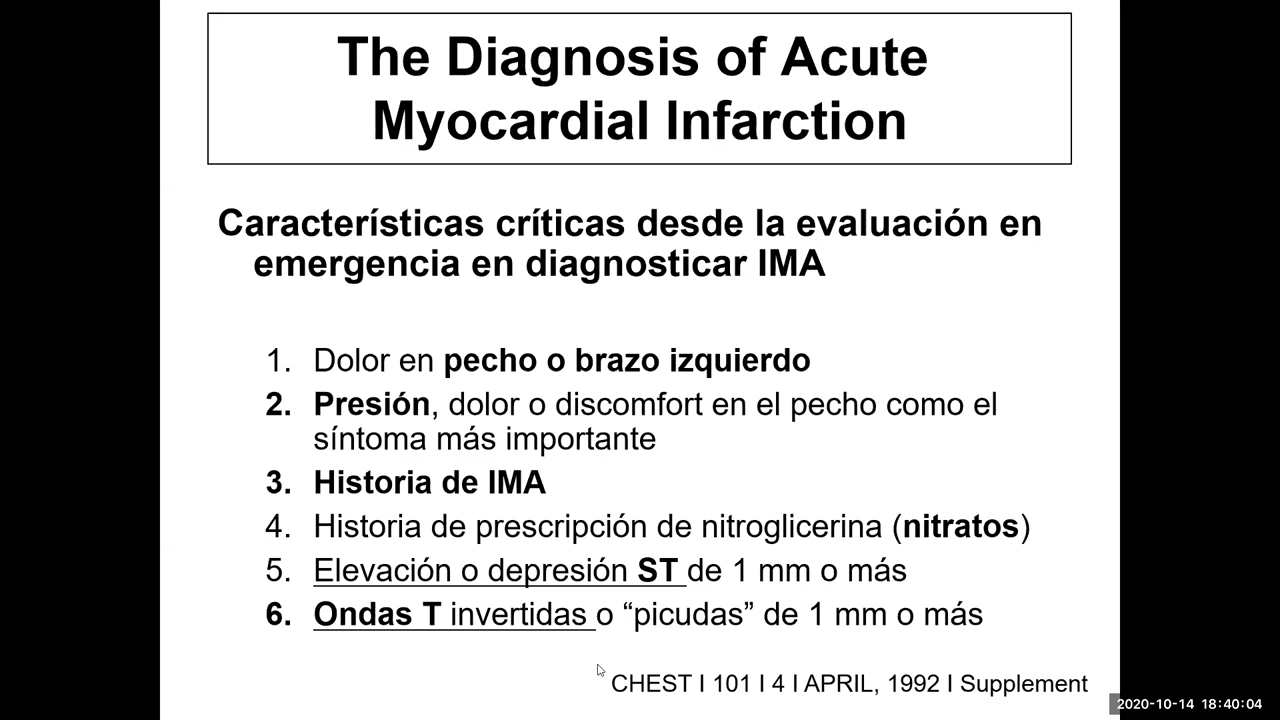 The Diagnosis of Acute
Myocardial Infarction
Características críticas desde la evaluación en
emergencia en diagnosticar IMA
1. Dolor en pecho o brazo izquierdo
2. Presión, dolor o discomfort en el pecho como el
síntoma más importante
3. Historia de IMA
4. Historia de prescripción de nitroglicerina (nitratos)
5. Elevación o depresión ST de 1 mm o más
6. Ondas T invertidas o “picudas” de 1 mm o más
CHEST I 101 I 4 I APRIL, 1992 I Supplement
2020-10-14 18:40:04